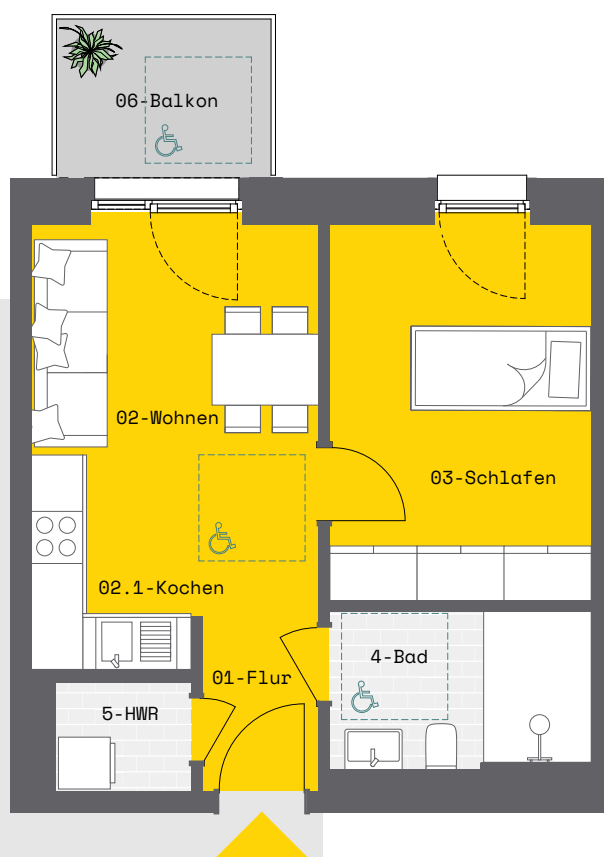 06-Balkon
02-Wohnen
03-Schlafen
02.1-Kochen
4-Bad
01-Flur
5-HWR